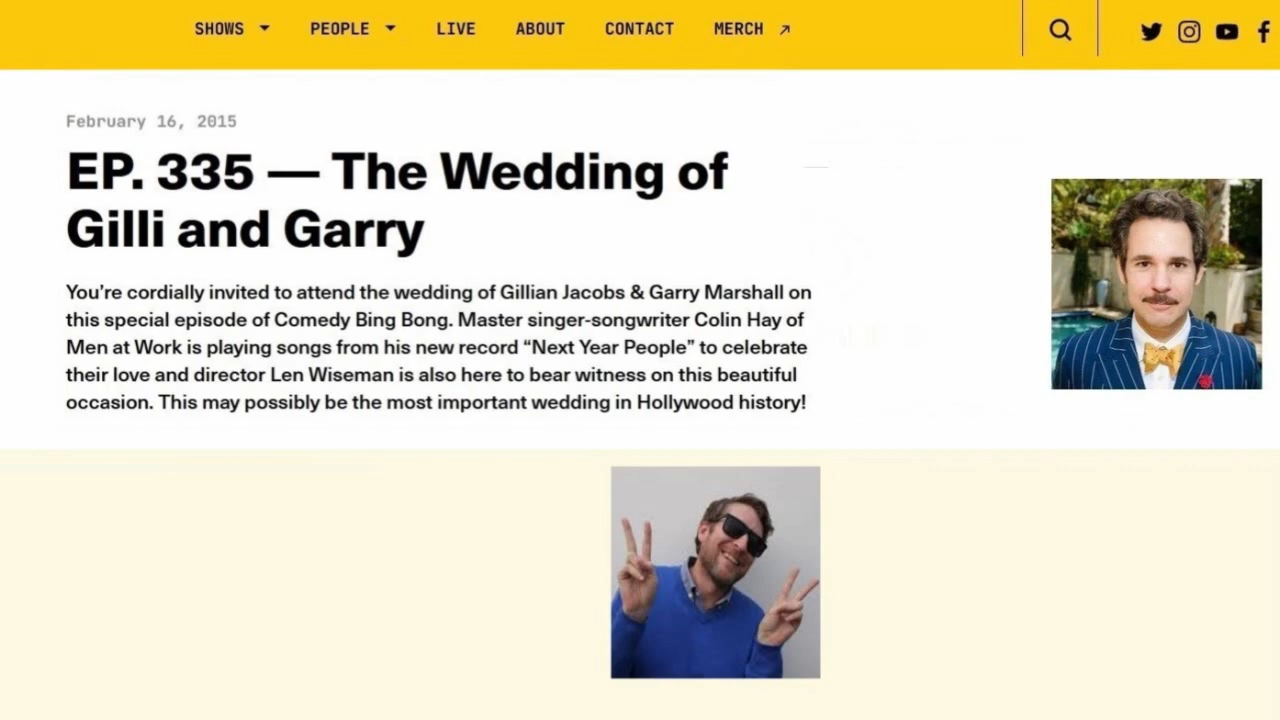 SHOWS PEOPLE LIVE ABOUT CONTACT MERCH
February 16, 2015
EP. 335 — The Wedding of
Gilli and Garry
You’re cordially invited to attend the wedding of Gillian Jacobs & Garry Marshall on
this special episode of Comedy Bing Bong. Master singer-songwriter Colin Hay of
Men at Work is playing songs from his new record “Next Year People” to celebrate
their love and director Len Wiseman is also here to bear witness on this beautiful
occasion. This may possibly be the most important wedding in Hollywood history!